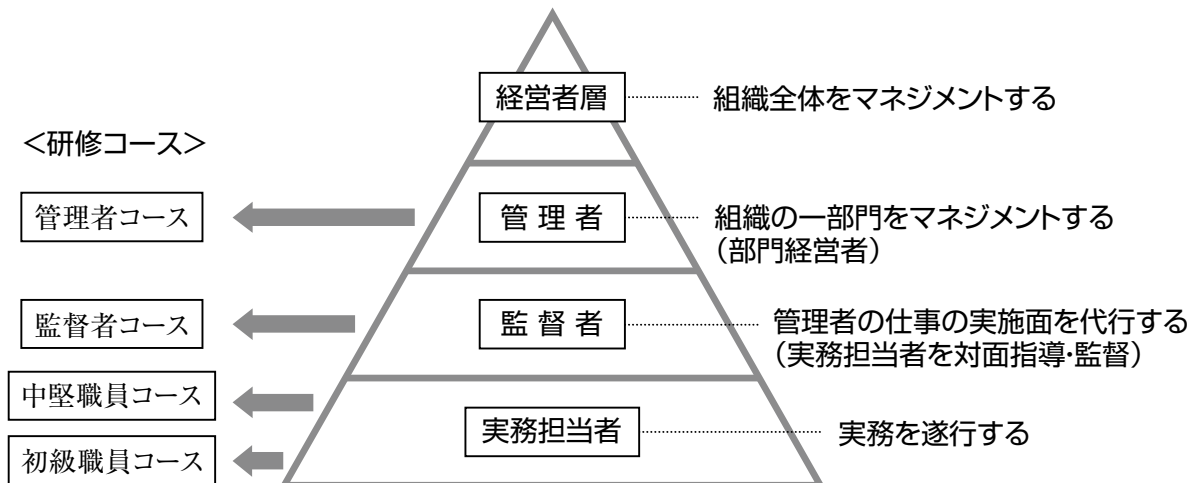 経営者層 組織全体をマネジメントする
＜研修コース＞
管理者コース 管理者 組織の一部門をマネジメントする
（部門経営者）
監督者コース 監督者 管理者の仕事の実施面を代行する
（実務担当者を対面指導・監督）
中堅職員コース
実務担当者 実務を遂行する
初級職員コース